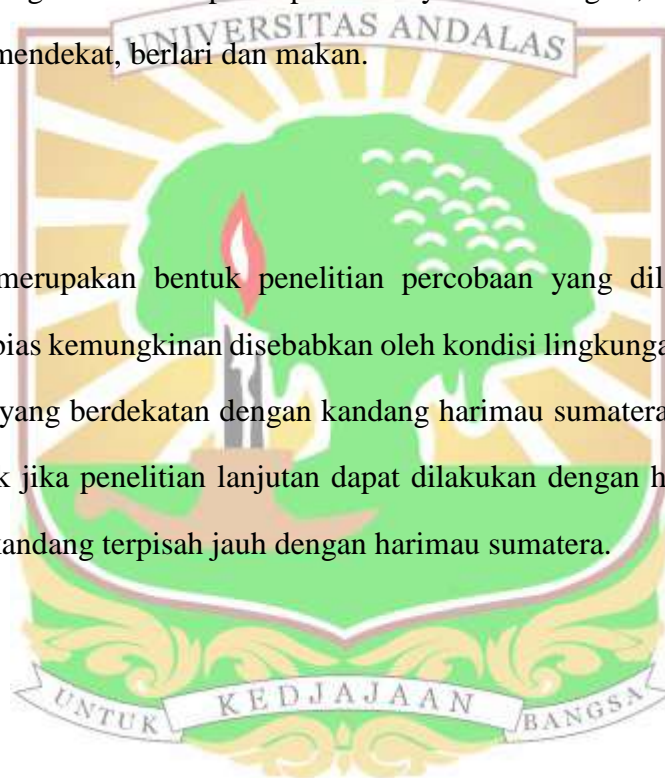 UNIVERSITAS ANDALAS
mendekat, berlari dan makan.
merupakan bentuk penelitian percobaan yang dil
bias kemungkinan disebabkan oleh kondisi lingkunga
yang berdekatan dengan kandang harimau sumatera
k jika penelitian lanjutan dapat dilakukan dengan h
kandang terpisah jauh dengan harimau sumatera.
UNTUK KEDJAJAAN BANGSA